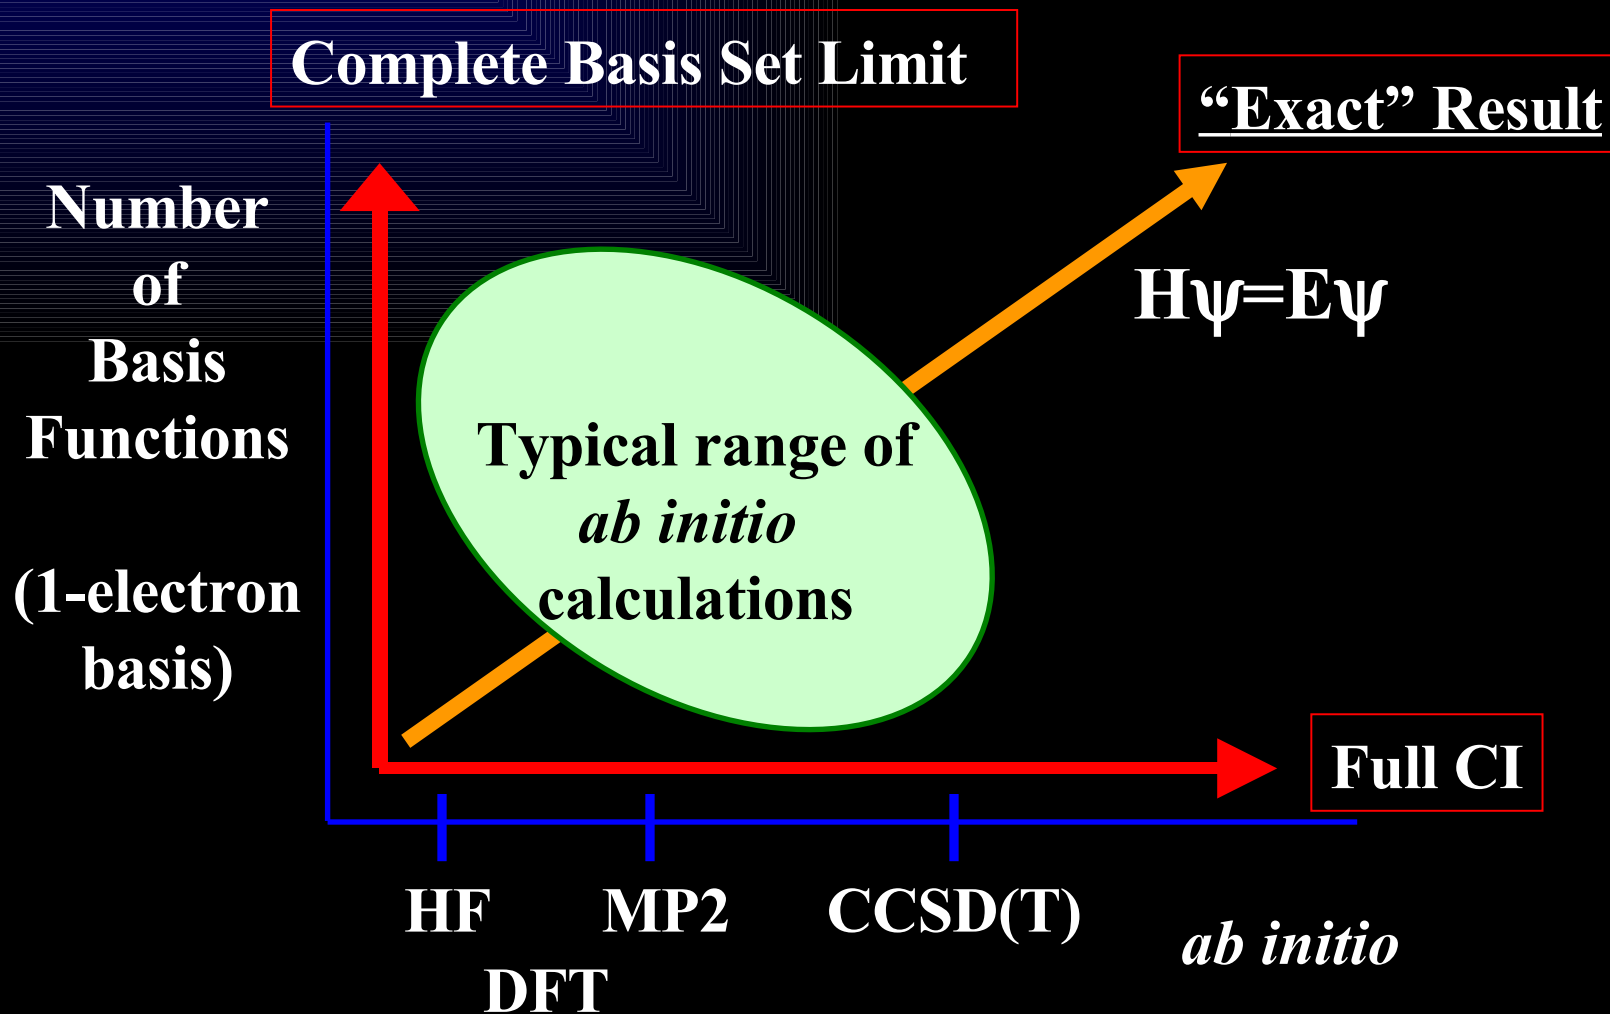 Complete Basis Set Limit
“Exact” Result
Number
of
Basis
Functions
(1-electron
basis)
Hψ=Eψ
Typical range of
ab initio
calculations
Full CI
HF
MP2
CCSD(T)
ab initio
DFT